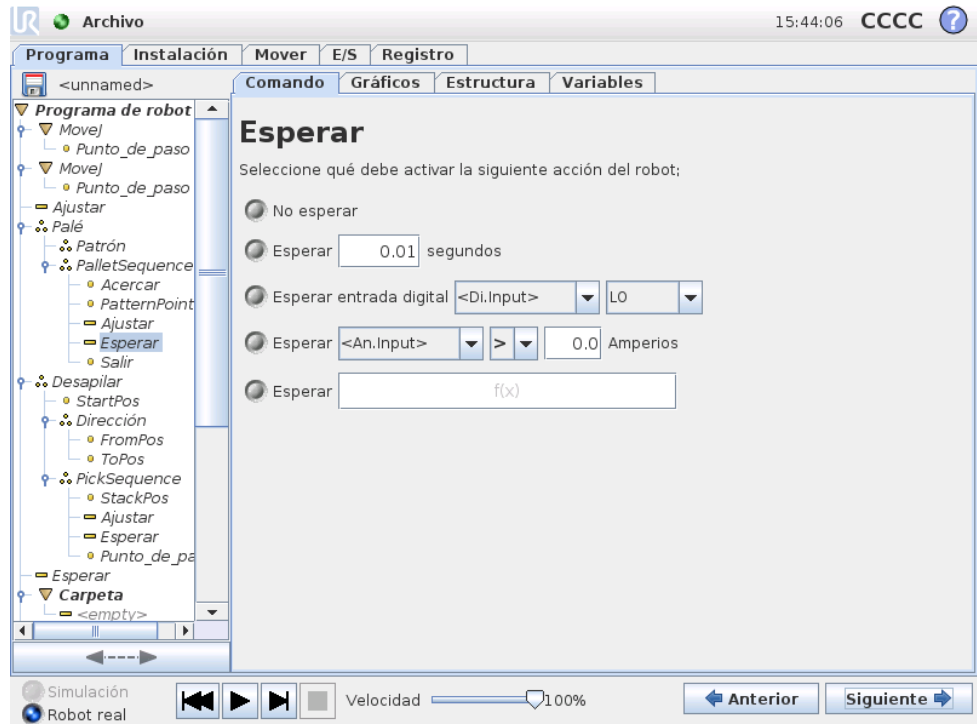 UR Archivo 15:44:06 CCCC ?
Programa Instalación Mover E/S Registro
<unnamed>
Comando Gráficos Estructura Variables
Programa de robot
MoveJ
Punto_de_paso
MoveJ
Punto_de_paso
Ajustar
Palé
Patrón
PalletSequence
Acercar
PatternPoint
Ajustar
Esperar
Salir
Desapilar
StartPos
Dirección
FromPos
ToPos
PickSequence
StackPos
Ajustar
Esperar
Punto_de_pa
Esperar
Carpeta
<empty>
Esperar
Seleccione qué debe activar la siguiente acción del robot;
No esperar
Esperar 0.01 segundos
Esperar entrada digital <Di.Input> LO
Esperar <An.Input> > 0.0 Amperios
Esperar f(x)
Simulación
Robot real
Velocidad 100%
Anterior Siguiente